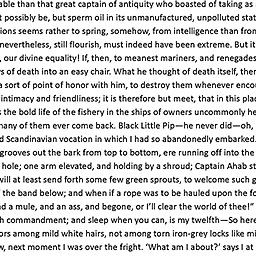 able than that great captain of antiquity who boasted of taking as
t possibly be, but sperm oil in its unmanufactured, unpolluted stat
ions seems rather to spring, somehow, from intelligence than from
nevertheless, still flourish, must indeed have been extreme. But it
, our divine equality! If, then, to meanest mariners, and renegades
s of death into an easy chair. What he thought of death itself, ther
a sort of point of honor with him, to destroy them whenever encou
intimacy and friendliness; it is therefore but meet, that in this plac
s the bold life of the fishery in the ships of owners uncommonly he
many of them ever come back. Black Little Pip—he never did—oh,
d Scandinavian vocation in which I had so abandonedly embarked.
grooves out the bark from top to bottom, ere running off into the
hole; one arm elevated, and holding by a shroud; Captain Ahab st
will at least send forth some few green sprouts, to welcome such g
the band below; and when if a rope was to be hauled upon the fo
nd a mule, and an ass, and begone, or I’ll clear the world of thee!”
h commandment; and sleep when you can, is my twelfth—So here
ors among mild white hairs, not among torn iron-grey locks like mi
w, next moment I was over the fright. ‘What am I about?’ says I at